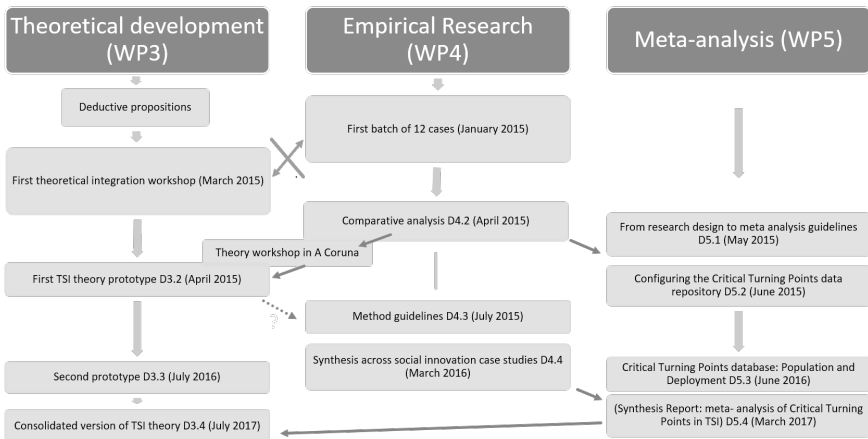 Theoretical development
(WP3)
Empirical Research
(WP4)
Meta-analysis (WP5)
Deductive propositions
First theoretical integration workshop (March 2015)
First batch of 12 cases (January 2015)
Comparative analysis D4.2 (April 2015)
Theory workshop in A Coruna
First TSI theory prototype D3.2 (April 2015)
?
Method guidelines D4.3 (July 2015)
Synthesis across social innovation case studies D4.4
(March 2016)
Second prototype D3.3 (July 2016)
Consolidated version of TSI theory D3.4 (July 2017)
From research design to meta analysis guidelines
D5.1 (May 2015)
Configuring the Critical Turning Points data
repository D5.2 (June 2015)
Critical Turning Points database: Population and
Deployment D5.3 (June 2016)
(Synthesis Report: meta- analysis of Critical Turning
Points in TSI) D5.4 (March 2017)